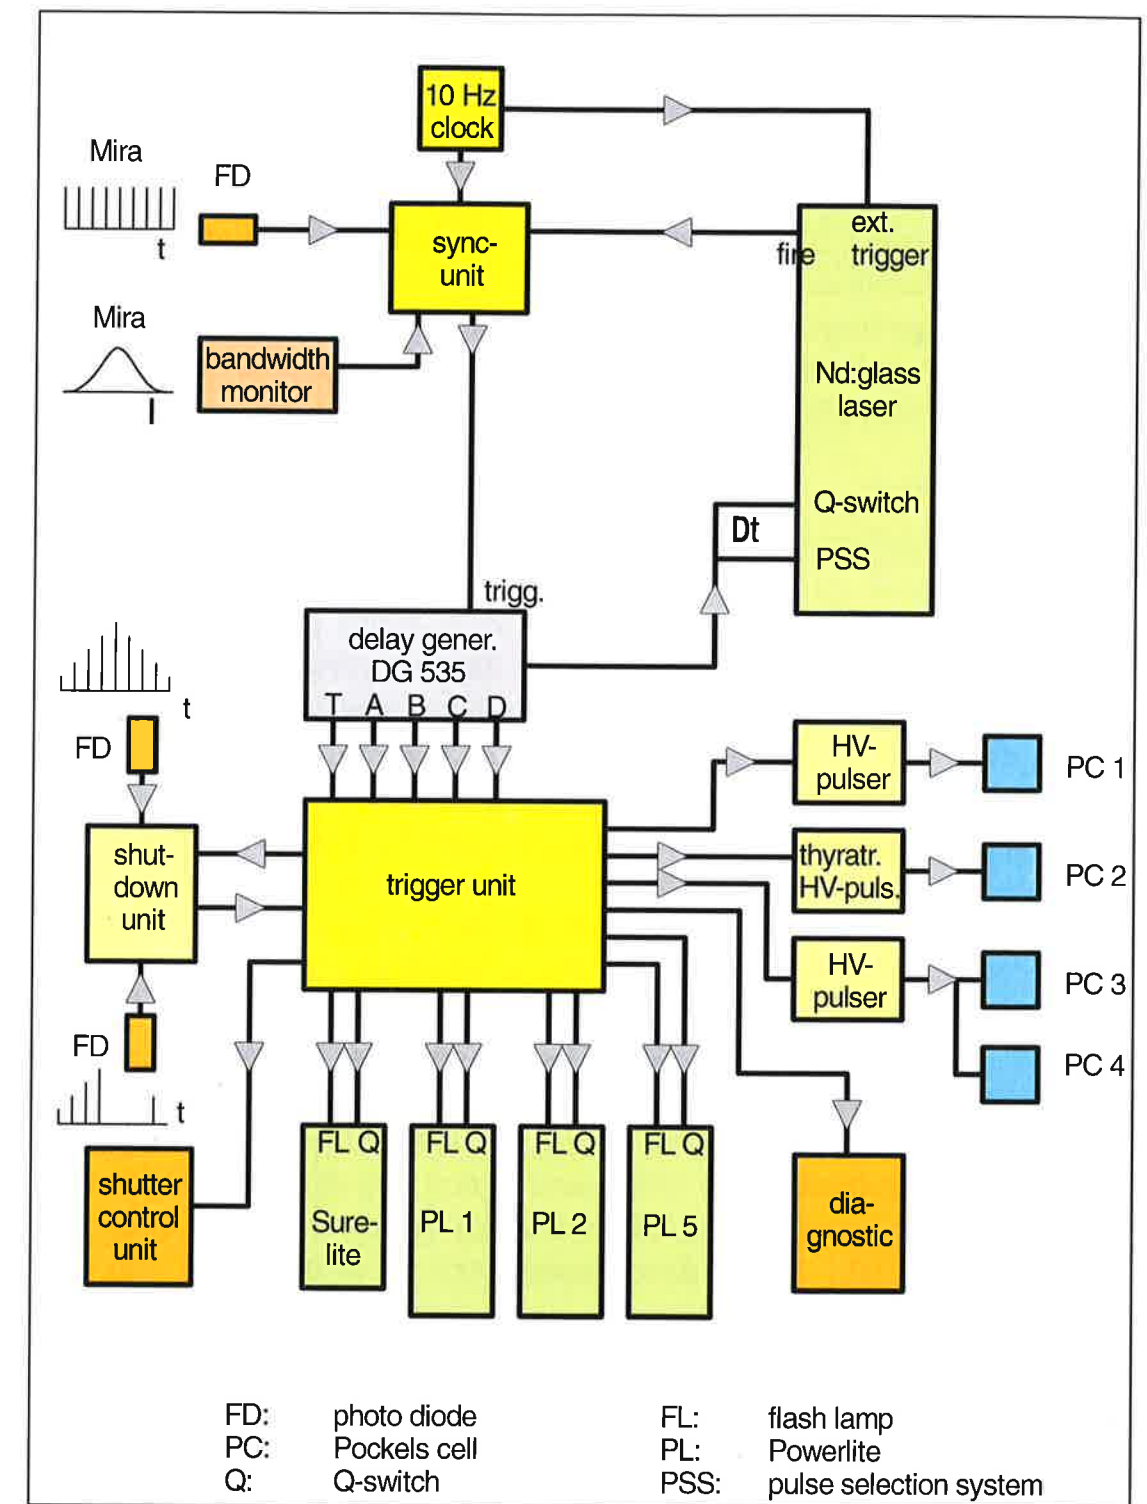 10 Hz
clock
Mira
FD
t
sync-
unit
fire
ext.
trigger
Mira
bandwidth
monitor
l
Nd:glass
laser
Q-switch
Dt
PSS
trigg.
delay gener.
DG 535
T A B C D
t
FD
HV-
pulser
PC 1
shut-
down
unit
trigger unit
thyratr.
HV-puls.
PC 2
HV-
pulser
PC 3
FD
PC 4
t
FL Q
FL Q
FL Q
FL Q
shutter
control
unit
Sure-
lite
PL 1
PL 2
PL 5
dia-
gnostic
FD: photo diode
PC: Pockels cell
Q: Q-switch
FL: flash lamp
PL: Powerlite
PSS: pulse selection system